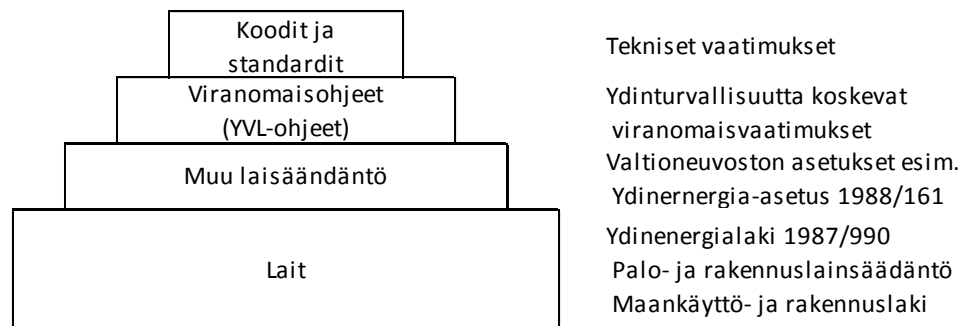 Koodit ja
standardit
Tekniset vaatimukset
Viranomaisohjeet
(YVL-ohjeet)
Ydinturvallisuutta koskevat
viranomaisvaatimukset
Muu laisäändäntö
Valtioneuvoston asetukset esim.
Ydinernergia-asetus 1988/161
Lait
Ydinenergialaki 1987/990
Palo- ja rakennuslainsäädäntö
Maankäyttö- ja rakennuslaki